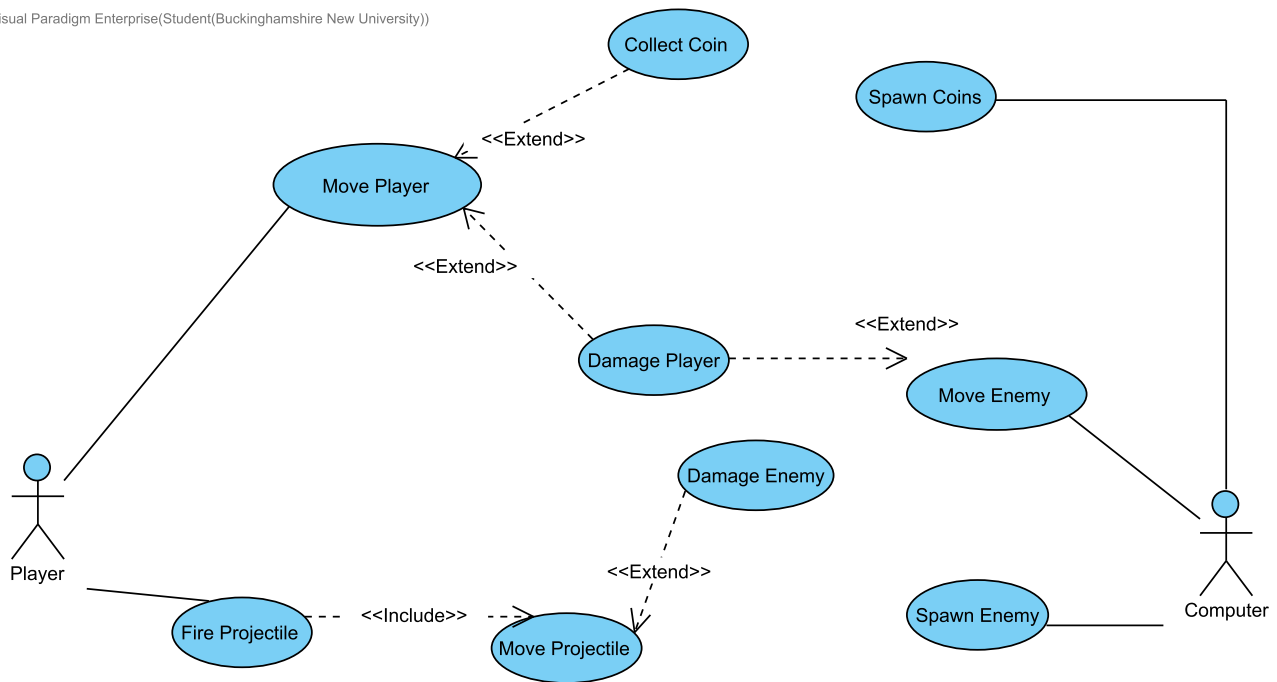 isual Paradigm Enterprise(Student(Buckinghamshire New University))
Collect Coin
Spawn Coins
<<Extend>>
Move Player
<<Extend>>
<<Extend>>
Damage Player
Move Enemy
Damage Enemy
Player
<<Extend>>
Computer
<<Include>>
Spawn Enemy
Fire Projectile
Move Projectile